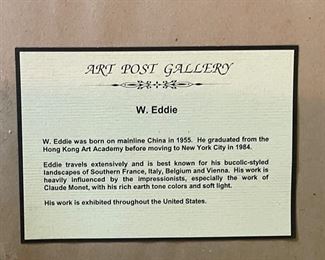 ART POST GALLERY
W. Eddie
W. Eddie was born on mainline China in 1955. He graduated from the
Hong Kong Art Academy before moving to New York City in 1984.
Eddie travels extensively and is best known for his bucolic-styled
landscapes of Southern France, Italy, Belgium and Vienna. His work is
heavily influenced by the impressionists, especially the work of
Claude Monet, with his rich earth tone colors and soft light.
His work is exhibited throughout the United States.